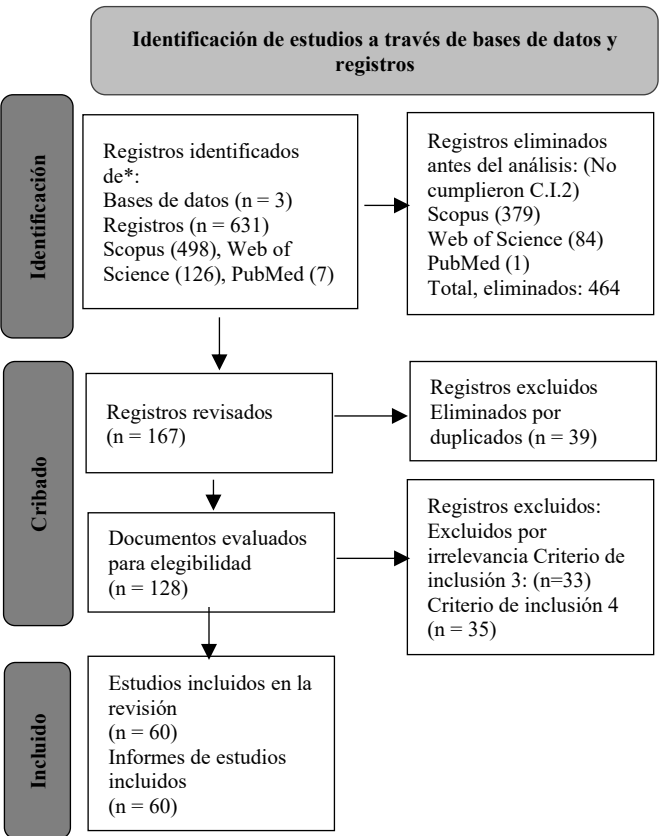 Identificación de estudios a través de bases de datos y
registros
Identificación
Registros identificados
de*:
Bases de datos (n = 3)
Registros (n = 631)
Scopus (498), Web of
Science (126), PubMed (7)
Registros eliminados
antes del análisis: (No
cumplieron C.I.2)
Scopus (379)
Web of Science (84)
PubMed (1)
Total, eliminados: 464
Cribado
Registros revisados
(n = 167)
Registros excluidos
Eliminados por
duplicados (n = 39)
Documentos evaluados
para elegibilidad
(n = 128)
Registros excluidos:
Excluidos por
irrelevancia Criterio de
inclusión 3: (n=33)
Criterio de inclusión 4
(n = 35)
Incluido
Estudios incluidos en la
revisión
(n = 60)
Informes de estudios
incluidos
(n = 60)